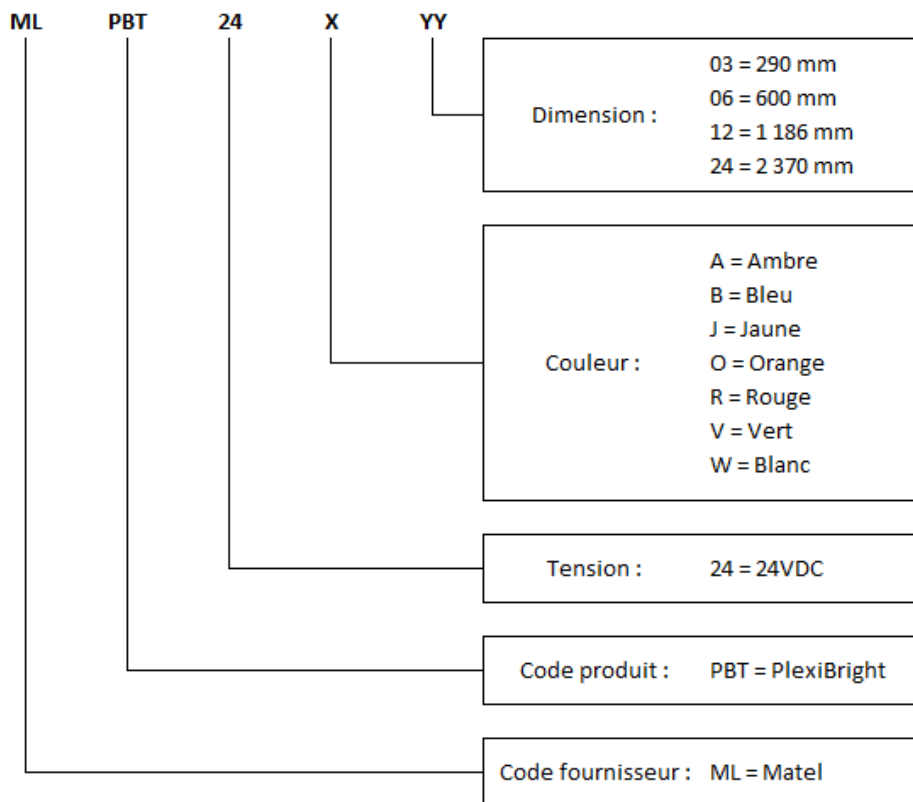 ML PBT 24 X YY
03 = 290 mm
06 = 600 mm
Dimension :
12 = 1 186 mm
24 = 2 370 mm
A = Ambre
B = Bleu
J = Jaune
Couleur : O = Orange
R = Rouge
V = Vert
W = Blanc
Tension : 24 = 24VDC
Code produit : PBT = PlexiBright
Code fournisseur : ML = Matel